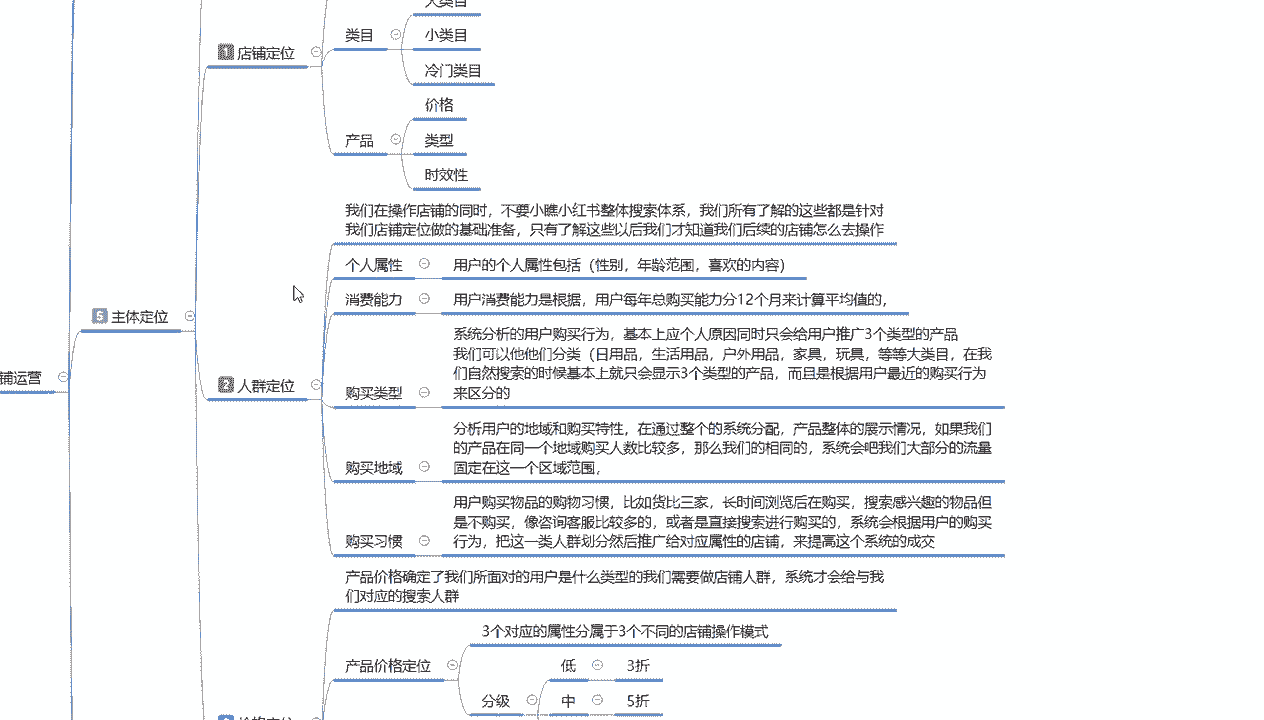 大类目
类目
小类目
1 店铺定位
冷门类目
价格
产品
类型
时效性
我们在操作店铺的同时，不要小瞧小红书整体搜索体系，我们所有了解的这些都是针对
我们店铺定位做的基础准备，只有了解这些以后我们才知道我们后续的店铺怎么去操作
个人属性
用户的个人属性包括（性别，年龄范围，喜欢的内容）
消费能力
用户消费能力是根据，用户每年总购买能力分12个月来计算平均值的，
5 主体定位
系统分析的用户购买行为，基本上应个人原因同时只会给用户推广3个类型的产品
我们可以他他们分类（日用品，生活用品，户外用品，家具，玩具，等等大类目，在我
们自然搜索的时候基本上就只会显示3个类型的产品，而且是根据用户最近的购买行为
来区分的
铺运营
2 人群定位
购买类型
分析用户的地域和购买特性，在通过整个的系统分配，产品整体的展示情况，如果我们
的产品在同一个地域购买人数比较多，那么我们的相同的，系统会吧我们大部分的流量
固定在这一个区域范围，
购买地域
用户购买物品的购物习惯，比如货比三家，长时间浏览后在购买，搜索感兴趣的物品但
是不购买，像咨询客服比较多的，或者是直接搜索进行购买的，系统会根据用户的购买
行为，把这一类人群划分然后推广给对应属性的店铺，来提高这个系统的成交
购买习惯
产品价格确定了我们所面对的用户是什么类型的我们需要做店铺人群，系统才会给与我
们对应的搜索人群
3个对应的属性分属于3个不同的店铺操作模式
产品价格定位
低
3折
分级
中
5折